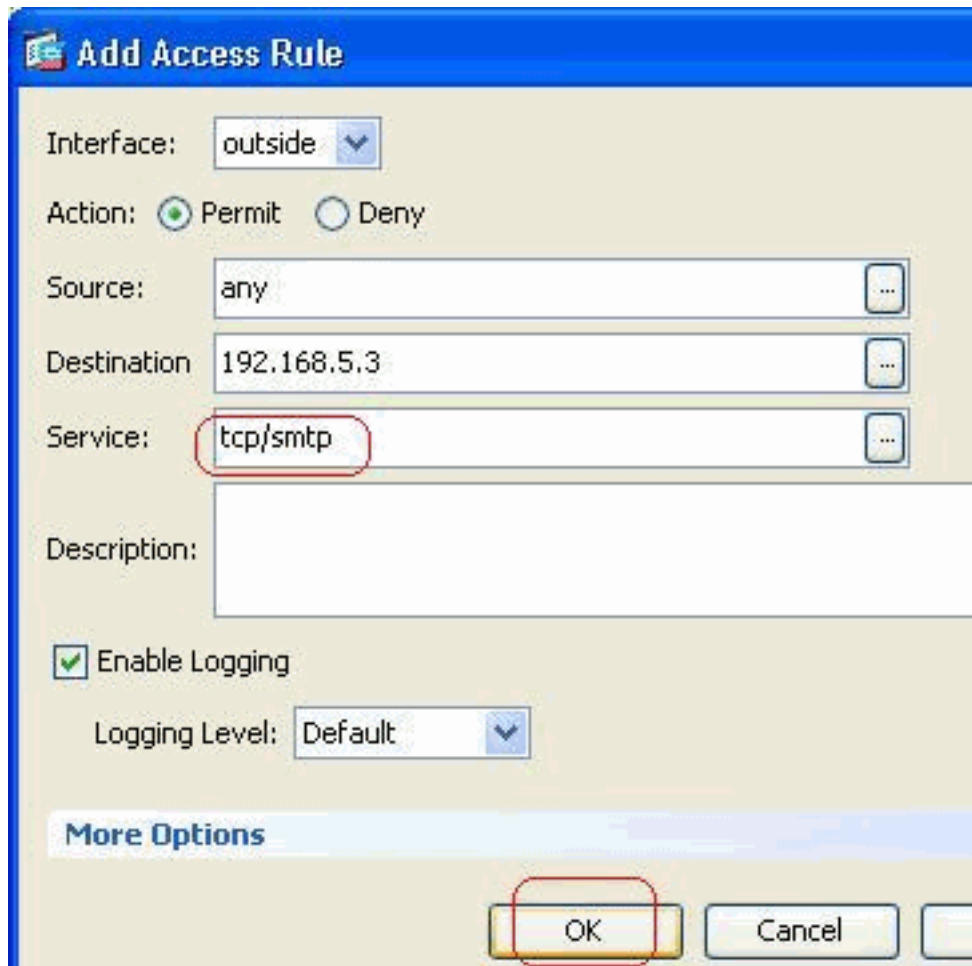 Add Access Rule
Interface: outside
Action: Permit Deny
Source: any ...
Destination 192.168.5.3 ...
Service: tcp/smtp ...
Description:
Enable Logging
Logging Level: Default
More Options
OK Cancel